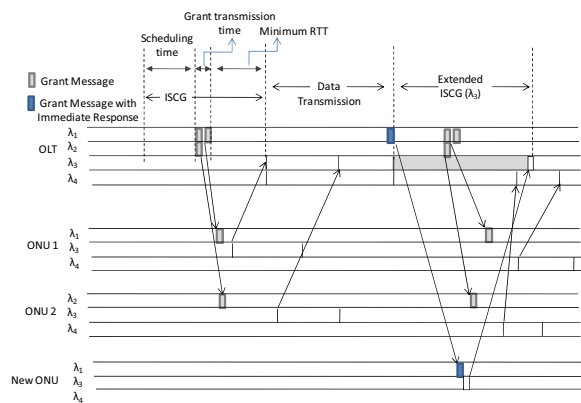 Scheduling time
Grant transmission time
Minimum RTT
Grant Message
Grant Message with Immediate Response
ISCG
Data Transmission
Extended ISCG (λ3)
OLT
λ1
λ2
λ3
λ4
ONU 1
λ1
λ3
λ4
ONU 2
λ2
λ3
λ4
New ONU
λ1
λ3
λ4